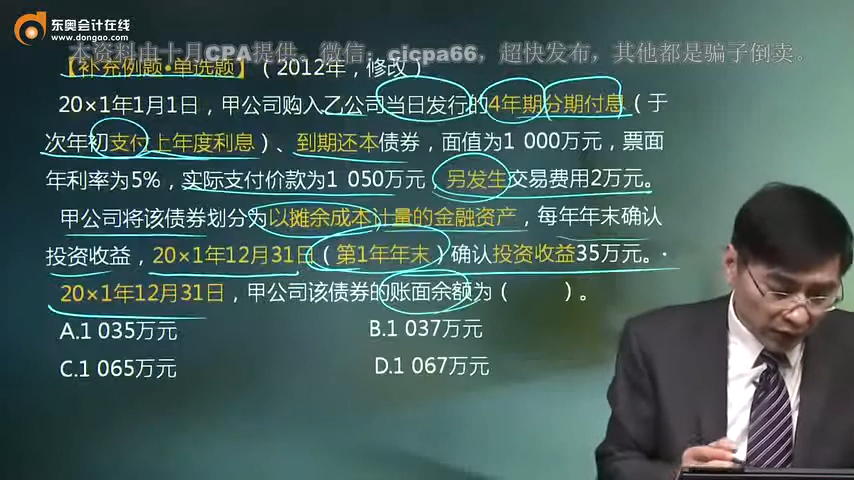 东奥会计在线
www.dongao.com
本资料由十月CPA提供。微信：cicpa66，超快发布，其他都是骗子倒卖。
【补充例题•单选题】（2012年，修改）
20×1年1月1日，甲公司购入乙公司当日发行的4年期分期付息（于
次年初支付上年度利息）、到期还本债券，面值为1 000万元，票面
年利率为5%，实际支付价款为1 050万元，另发生交易费用2万元。
甲公司将该债券划分为以摊余成本计量的金融资产，每年年末确认
投资收益，20×1年12月31日（第1年年末）确认投资收益35万元。
20×1年12月31日，甲公司该债券的账面余额为（ ）。
A.1 035万元 B.1 037万元
C.1 065万元 D.1 067万元